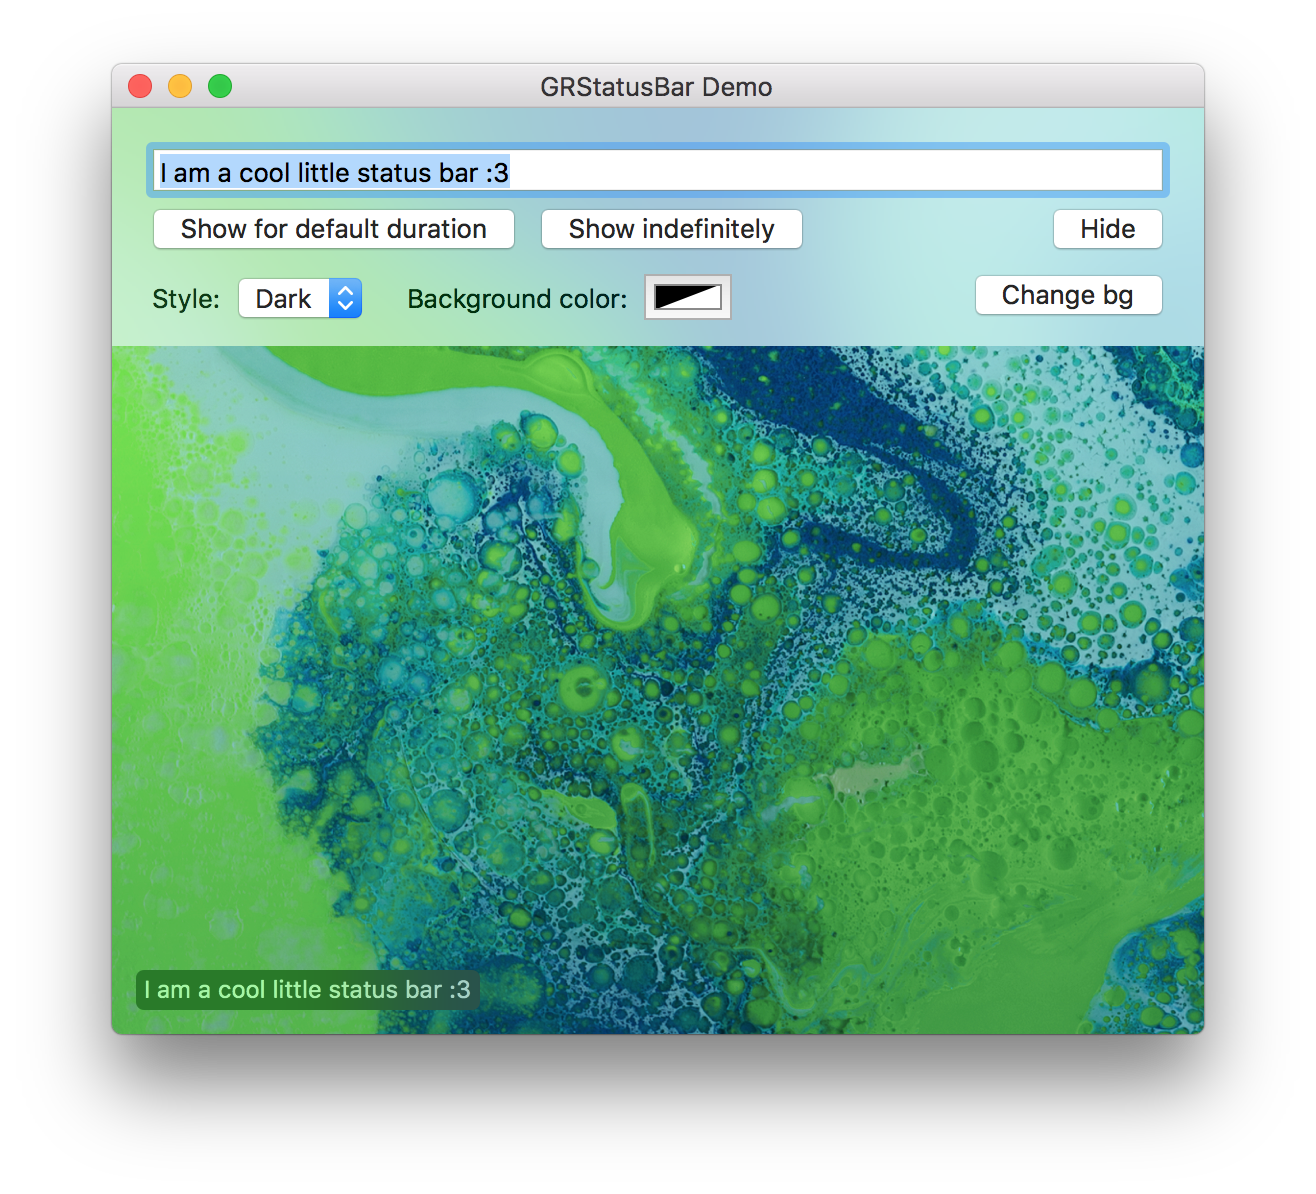 GRStatusBar Demo
I am a cool little status bar :3
Show for default duration Show indefinitely Hide
Style: Dark Background color: Change bg
I am a cool little status bar :3